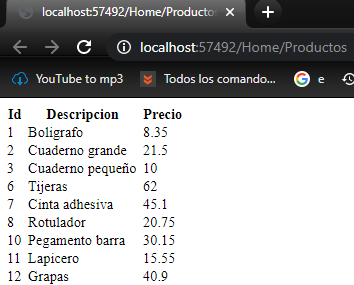 localhost:57492/Home/Productos
localhost:57492/Home/Productos
YouTube to mp3 Todos los comando... e
Id Descripcion Precio
1 Boligrafo 8.35
2 Cuaderno grande 21.5
3 Cuaderno pequeño 10
6 Tijeras 62
7 Cinta adhesiva 45.1
8 Rotulador 20.75
10 Pegamento barra 30.15
11 Lapicero 15.55
12 Grapas 40.9